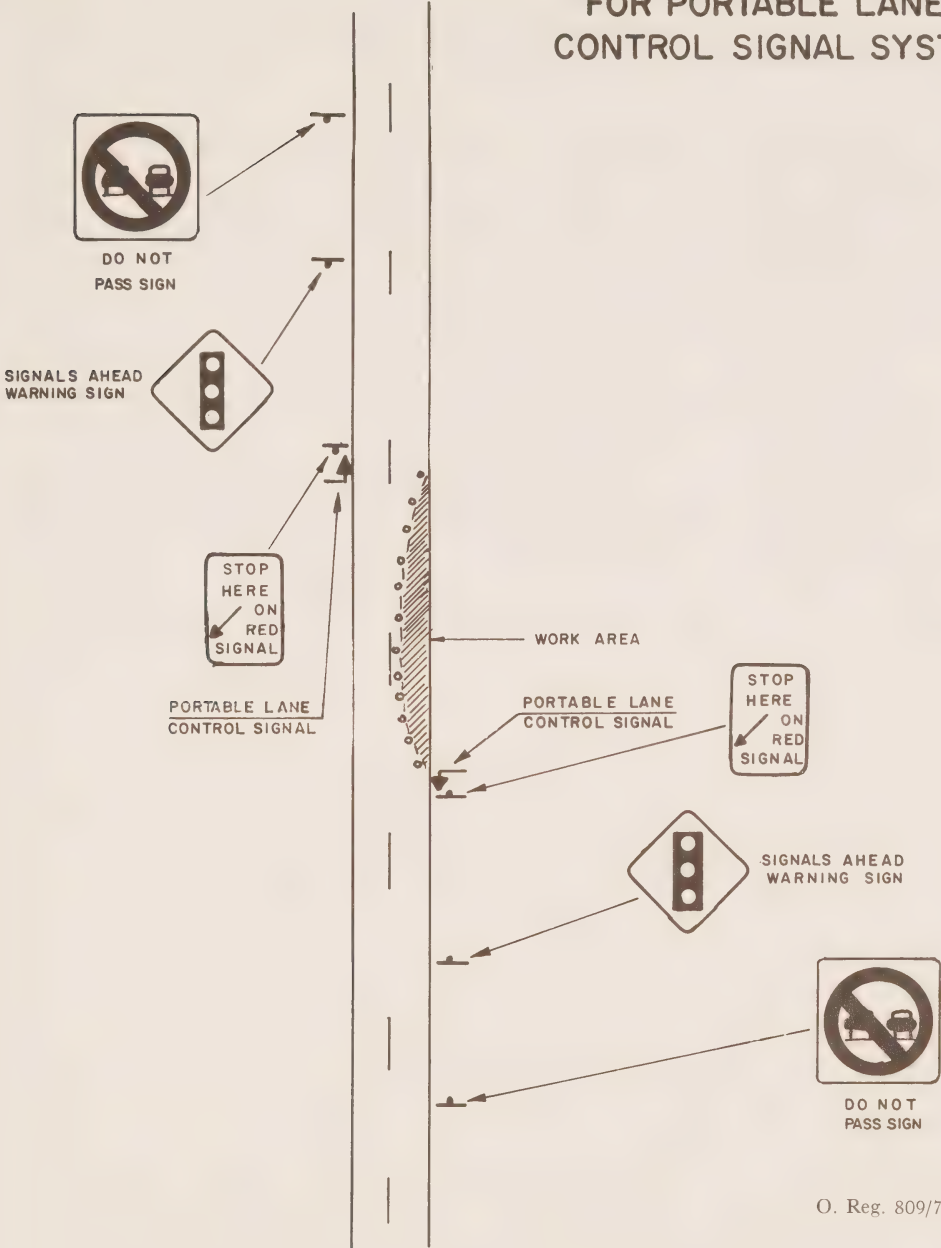 FOR PORTABLE LANE
CONTROL SIGNAL
DO NOT
PASS SIGN
SIGNALS AHEAD
WARNING SIGN
STOP
HERE
ON
RED
SIGNAL
PORTABLE LANE
CONTROL SIGNAL
WORK AREA
PORTABLE LANE
CONTROL SIGNAL
STOP
HERE
ON
RED
SIGNAL
SIGNALS AHEAD
WARNING SIGN
DO NOT
PASS SIGN
O. Reg. 809/7